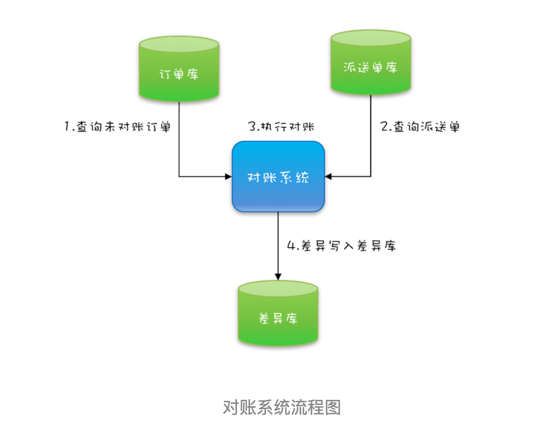 订单库
派送单库
1.查询未对账订单
3.执行对账
2.查询派送单
对账系统
4.差异写入差异库
差异库
对账系统流程图